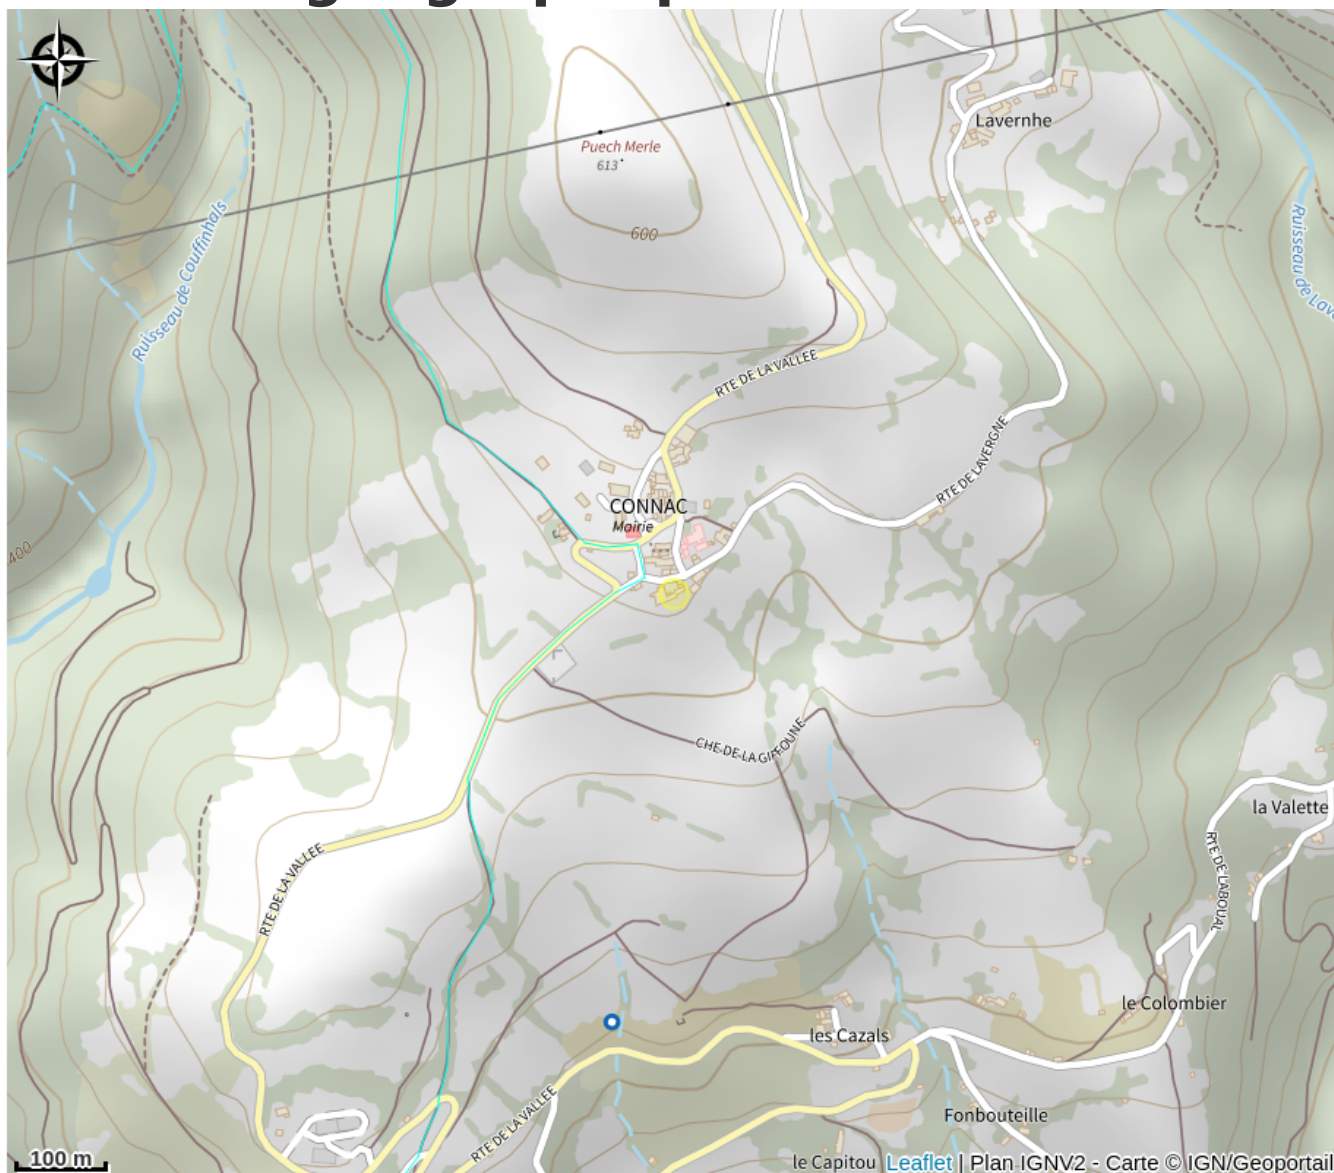 Lavernhe
Puech Merle
613
600
Ruisseau de Couffinhals
Ruisseau de Lave
RTE DE LA VALLEE
RTE DE LAVERGNE
CONNAC
Mairie
400
CHE DE LA GIFFOUNE
la Valette
RTE DE LABOUAL
RTE DE LA VALLEE
le Colombier
les Cazals
RTE DE LA VALLEE
Fonbouteille
100 m
le Capitou
Leaflet | Plan IGNV2 - Carte © IGN/Geoportail